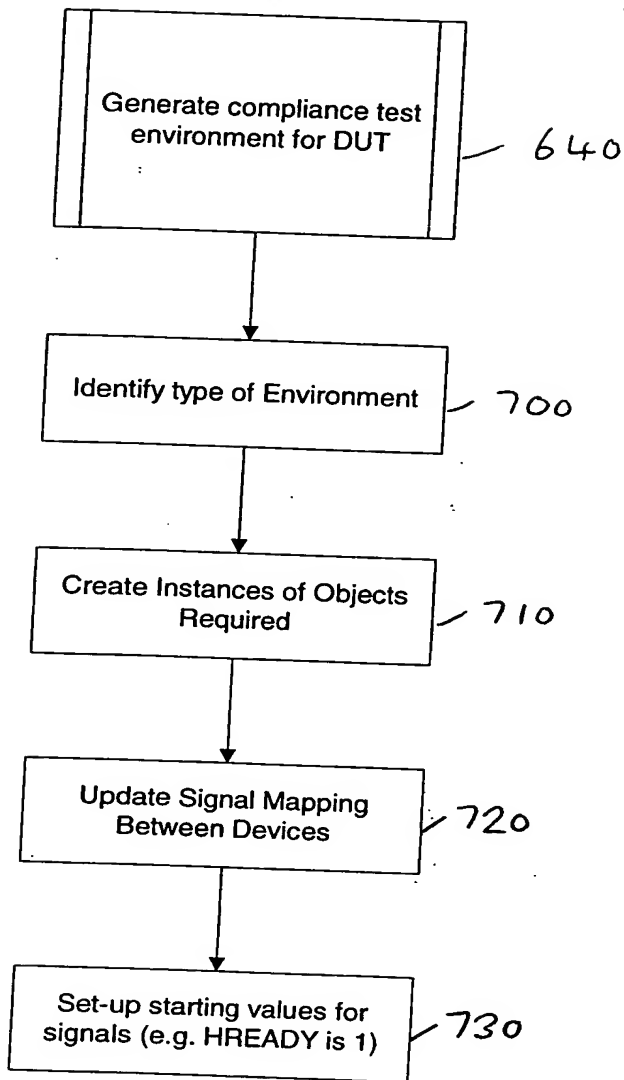 Generate compliance test
environment for DUT
640
Identify type of Environment
700
Create Instances of Objects
Required
710
Update Signal Mapping
Between Devices
720
Set-up starting values for
signals (e.g. HREADY is 1)
730